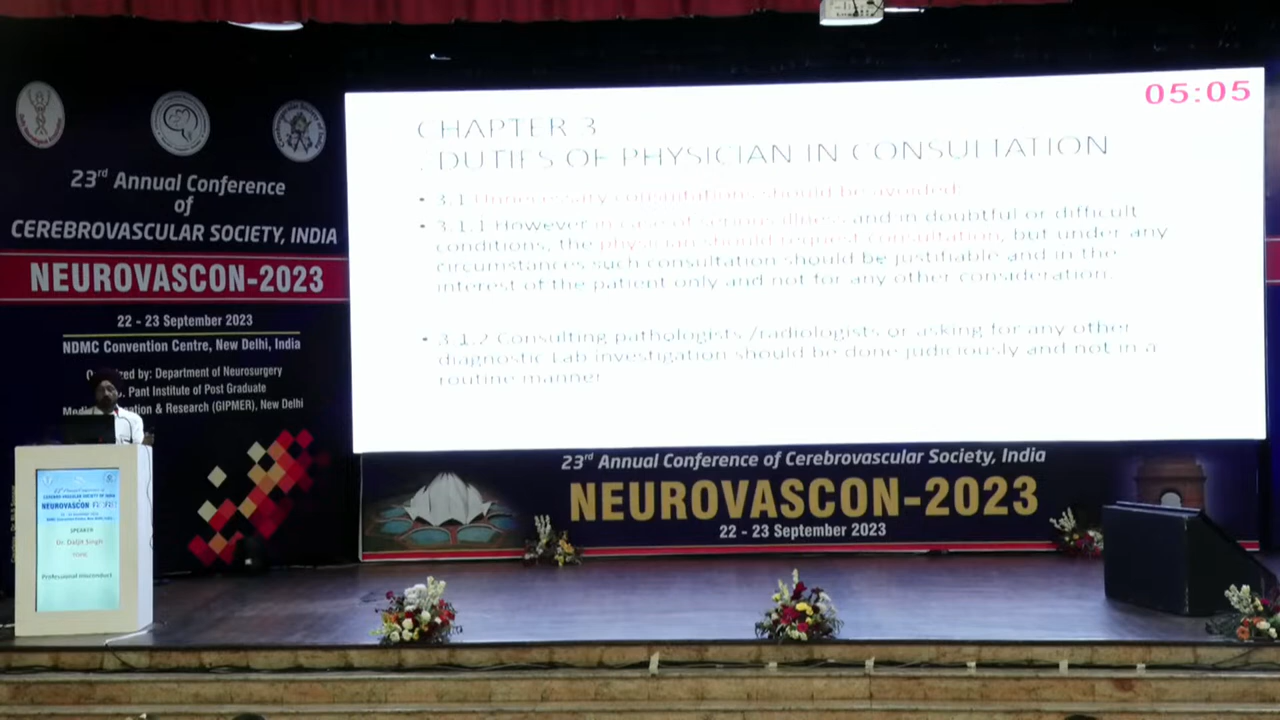 23rd Annual Conference
of
CEREBROVASCULAR SOCIETY, INDIA
NEUROVASCON-2023
22 - 23 September 2023
NDMC Convention Centre, New Delhi, India
by: Department of Neurosurgery
Pant Institute of Post Graduate
& Research (GIPMER), New Delhi
05:05
CHAPTER 3
DUTIES OF PHYSICIAN IN CONSULTATION
• 3.1 Unnecessary consultations should be avoided:
• 3.1.1 However in case of serious illness and in doubtful or difficult
conditions, the physician should request consultation, but under any
circumstances such consultation should be justifiable and in the
interest of the patient only and not for any other consideration.
• 3.1.2 Consulting pathologists /radiologists or asking for any other
diagnostic Lab investigation should be done judiciously and not in a
routine manner
23rd Annual Conference of Cerebrovascular Society, India
NEUROVASCON-2023
22 - 23 September 2023
NEUROVASCON
SPEAKER
Dr. Daljit Singh
Professional misconduct